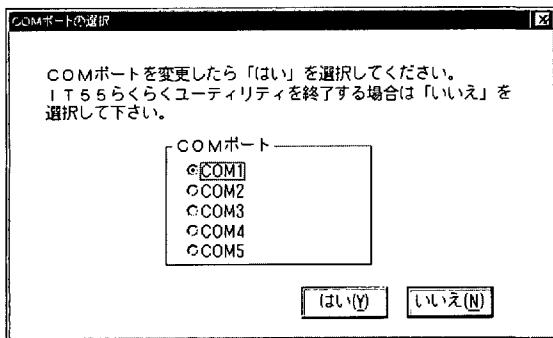 COMポートの選択
COMポートを変更したら「はい」を選択してください。
IT55らくらくユーティリティを終了する場合は「いいえ」を
選択して下さい。
COMポート
COM1
COM2
COM3
COM4
COM5
はい(Y)
いいえ(N)